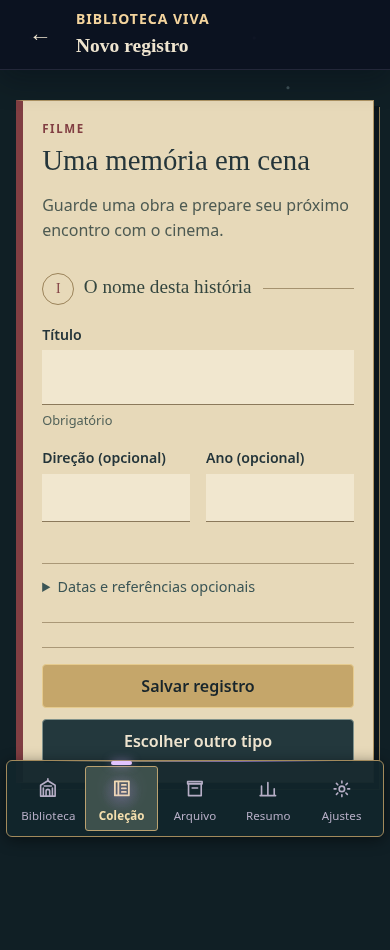 BIBLIOTECA VIVA
←
Novo registro
FILME
Uma memória em cena
Guarde uma obra e prepare seu próximo
encontro com o cinema.
I
O nome desta história
Título
Obrigatório
Direção (opcional)
Ano (opcional)
▶ Datas e referências opcionais
Salvar registro
Escolher outro tipo
Biblioteca
Coleção
Arquivo
Resumo
Ajustes